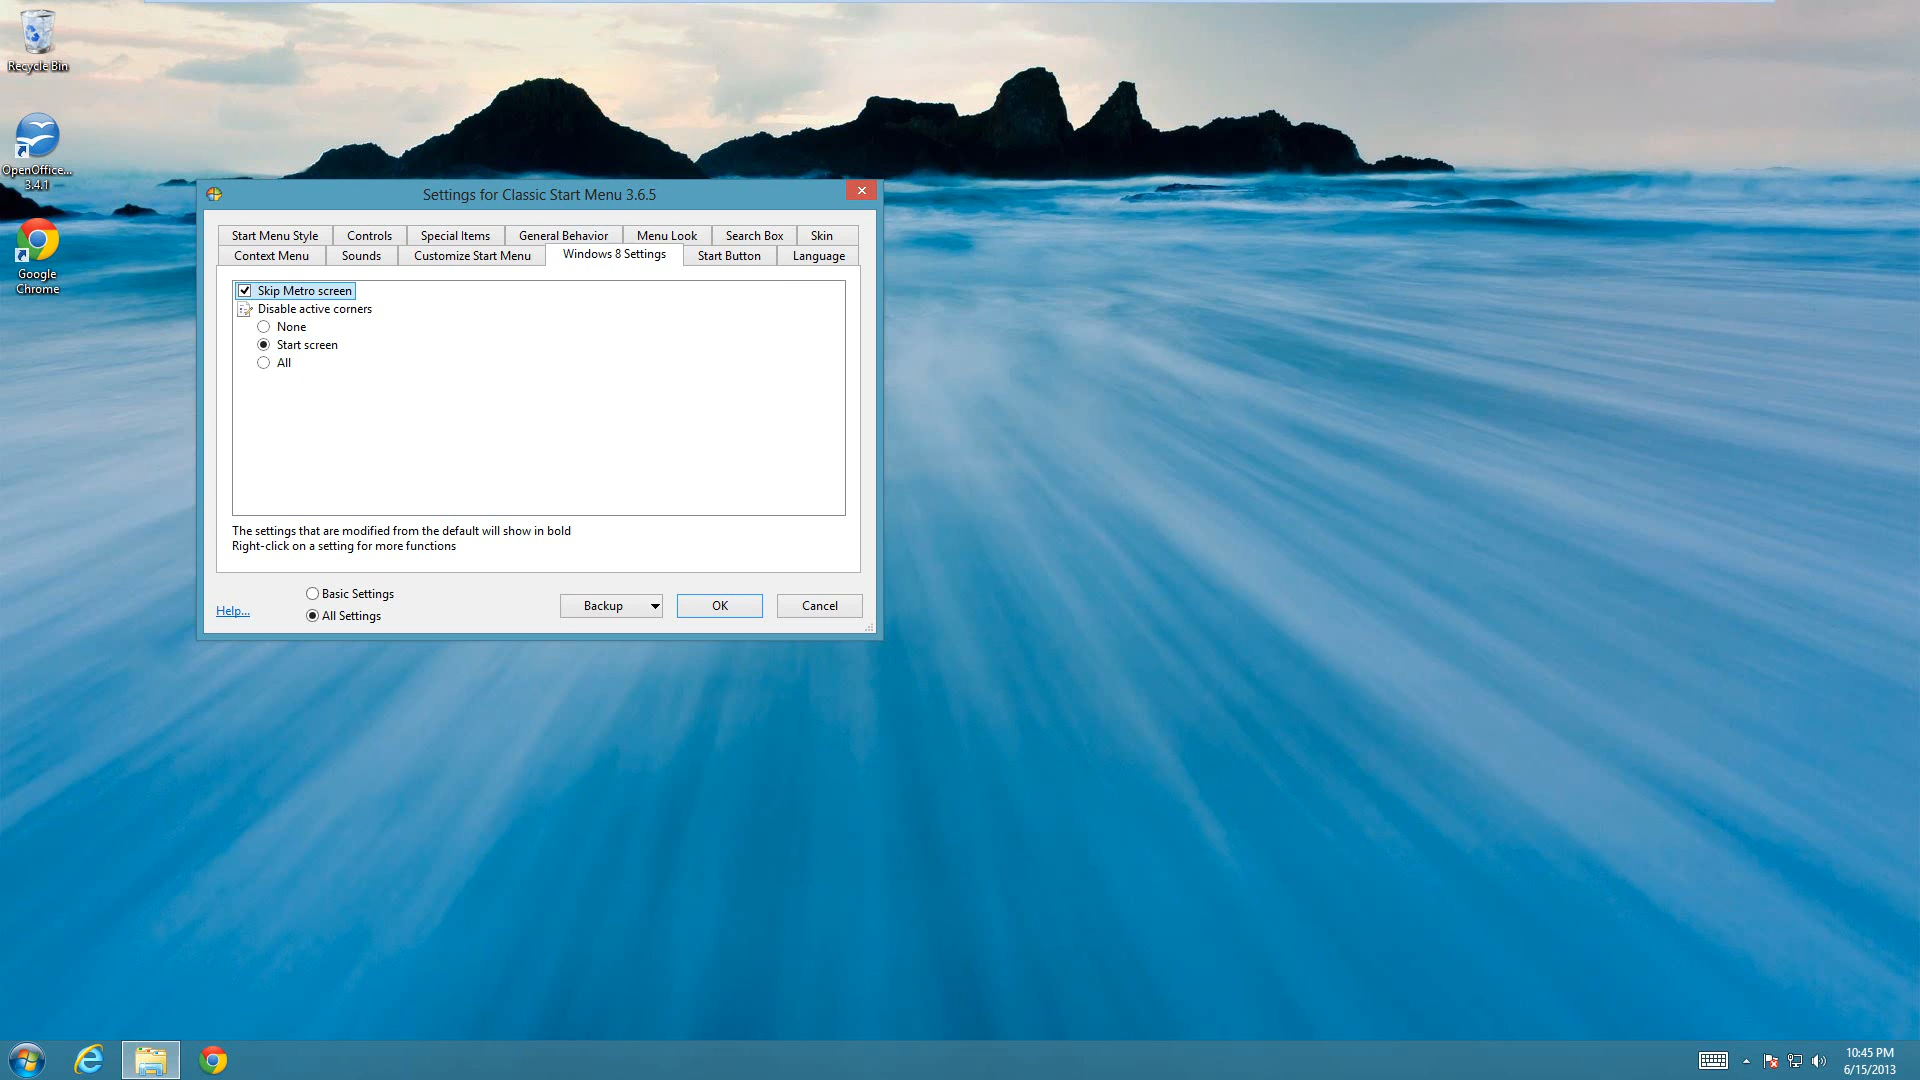 Recycle Bin
OpenOffice...
3.4.1
Google
Chrome
Settings for Classic Start Menu 3.6.5
Start Menu Style
Controls
Special Items
General Behavior
Menu Look
Search Box
Skin
Context Menu
Sounds
Customize Start Menu
Windows 8 Settings
Start Button
Language
Skip Metro screen
Disable active corners
None
Start screen
All
The settings that are modified from the default will show in bold
Right-click on a setting for more functions
Help...
Basic Settings
All Settings
Backup
OK
Cancel
10:45 PM
6/15/2013